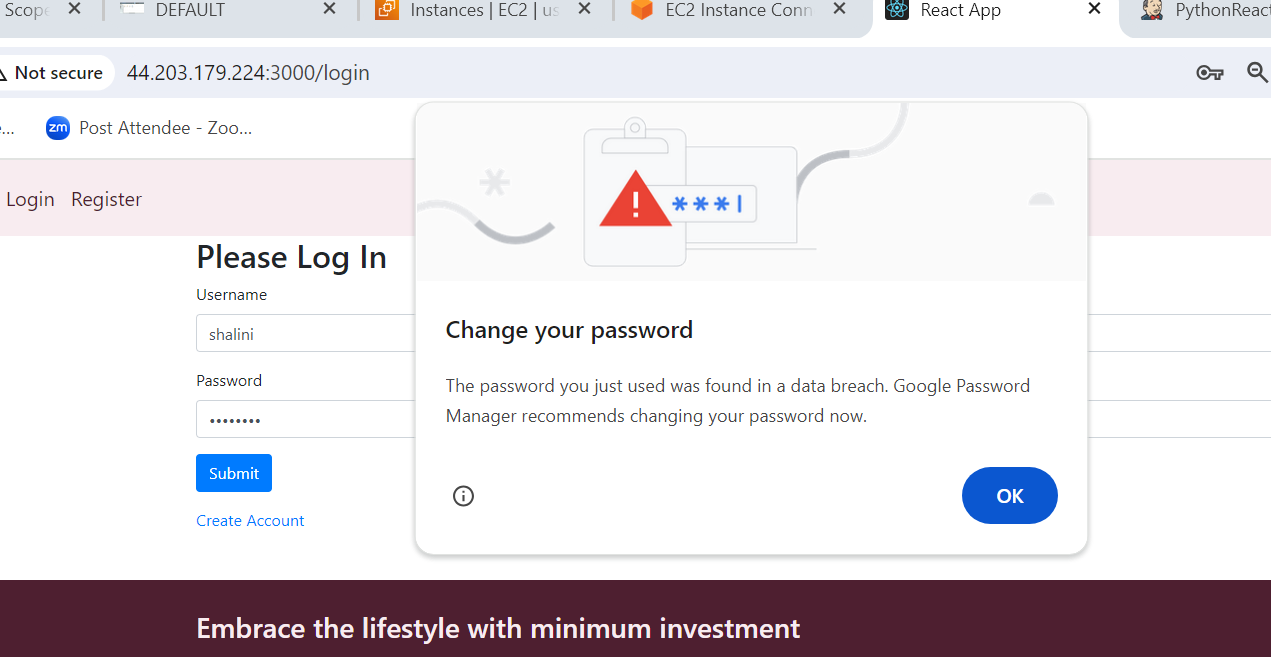 Scope DEFAULT Instances | EC2 | us EC2 Instance Conn React App PythonReact
Not secure 44.203.179.224:3000/login
zm Post Attendee - Zoo...
Login Register
Please Log In
Username
shalini
Password
••••••••
Submit
Create Account
***|
Change your password
The password you just used was found in a data breach. Google Password
Manager recommends changing your password now.
OK
Embrace the lifestyle with minimum investment